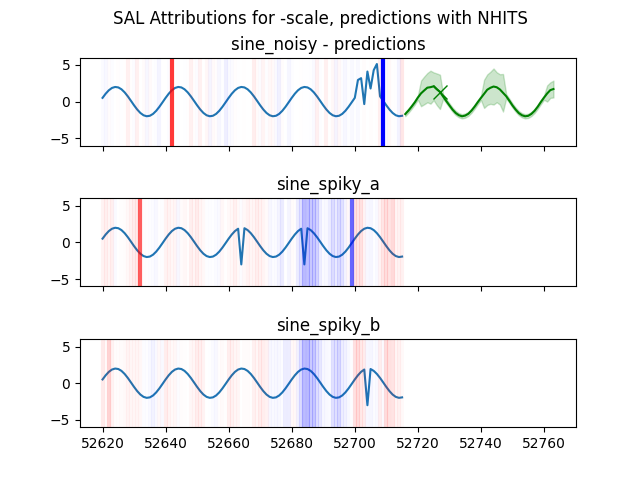 SAL Attributions for -scale, predictions with NHITS
sine_noisy - predictions
5
0
−5
sine_spiky_a
5
0
−5
sine_spiky_b
5
0
−5
52620 52640 52660 52680 52700 52720 52740 52760